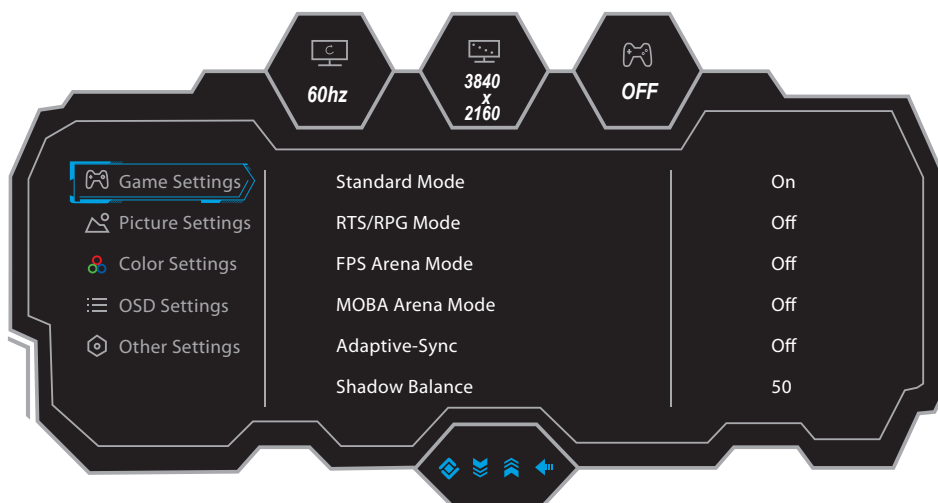 60hz
3840
x
2160
OFF
Game Settings
Standard Mode
On
Picture Settings
RTS/RPG Mode
Off
Color Settings
FPS Arena Mode
Off
OSD Settings
MOBA Arena Mode
Off
Other Settings
Adaptive-Sync
Off
Shadow Balance
50